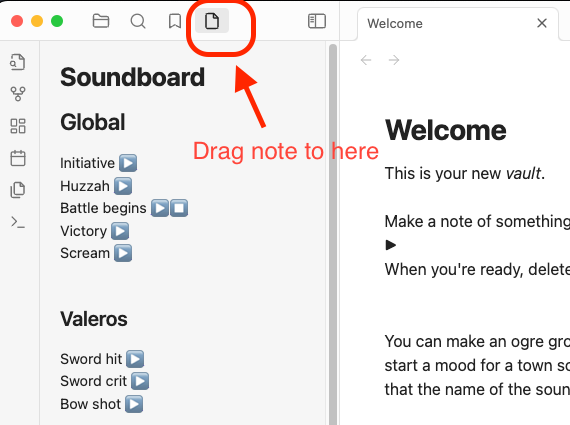 Welcome
Soundboard
Global
Initiative ▶️
Huzzah ▶️
Battle begins ▶️⏹️
Victory ▶️
Scream ▶️
Valeros
Sword hit ▶️
Sword crit ▶️
Bow shot ▶️
Drag note to here
Welcome
This is your new vault.
Make a note of something
▶
When you're ready, delete
You can make an ogre gro
start a mood for a town so
that the name of the soun